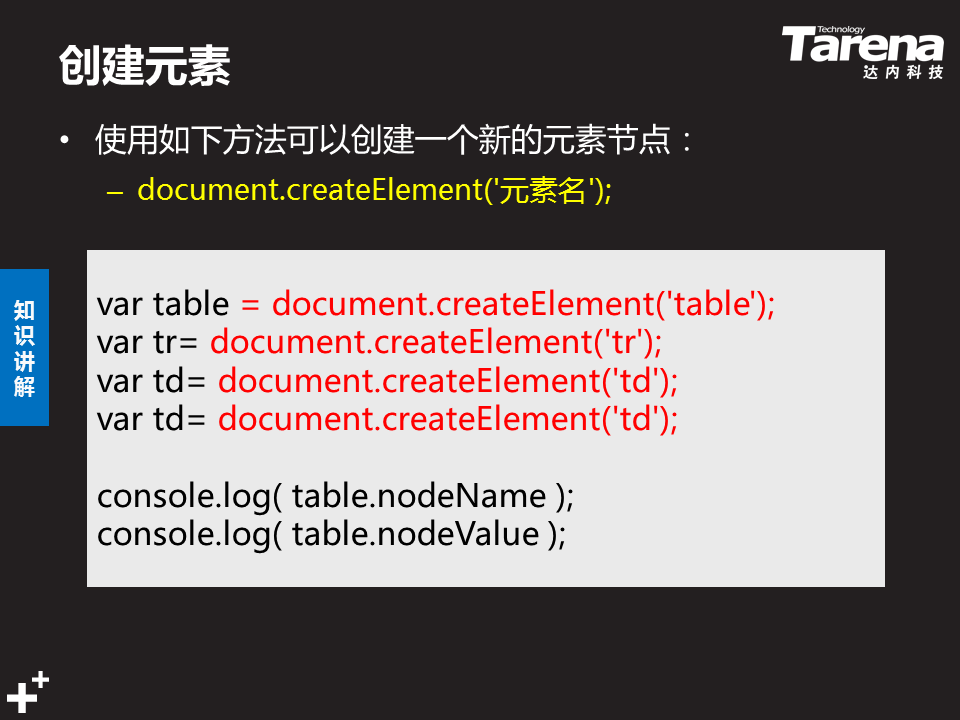 创建元素
Technology
Tarena
达内科技
• 使用如下方法可以创建一个新的元素节点：
– document.createElement('元素名');
知
识
讲
解
var table = document.createElement('table');
var tr= document.createElement('tr');
var td= document.createElement('td');
var td= document.createElement('td');
console.log( table.nodeName );
console.log( table.nodeValue );